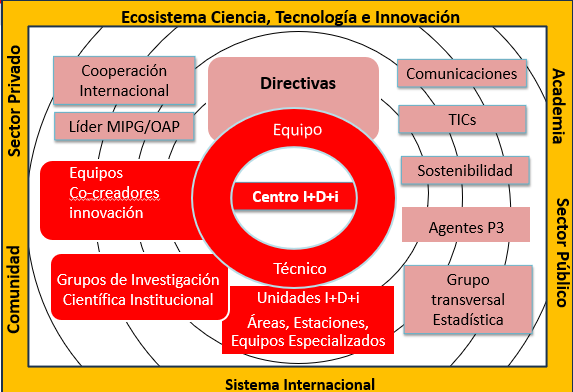 Ecosistema Ciencia, Tecnología e Innovación
Sector Privado
Comunidad
Academia
Sector Público
Cooperación
Internacional
Líder MIPG/OAP
Equipos
Co-creadores
innovación
Grupos de Investigación
Científica Institucional
Directivas
Equipo
Centro I+D+i
Técnico
Unidades I+D+i
Áreas, Estaciones,
Equipos Especializados
Comunicaciones
TICs
Sostenibilidad
Agentes P3
Grupo
transversal
Estadística
Sistema Internacional